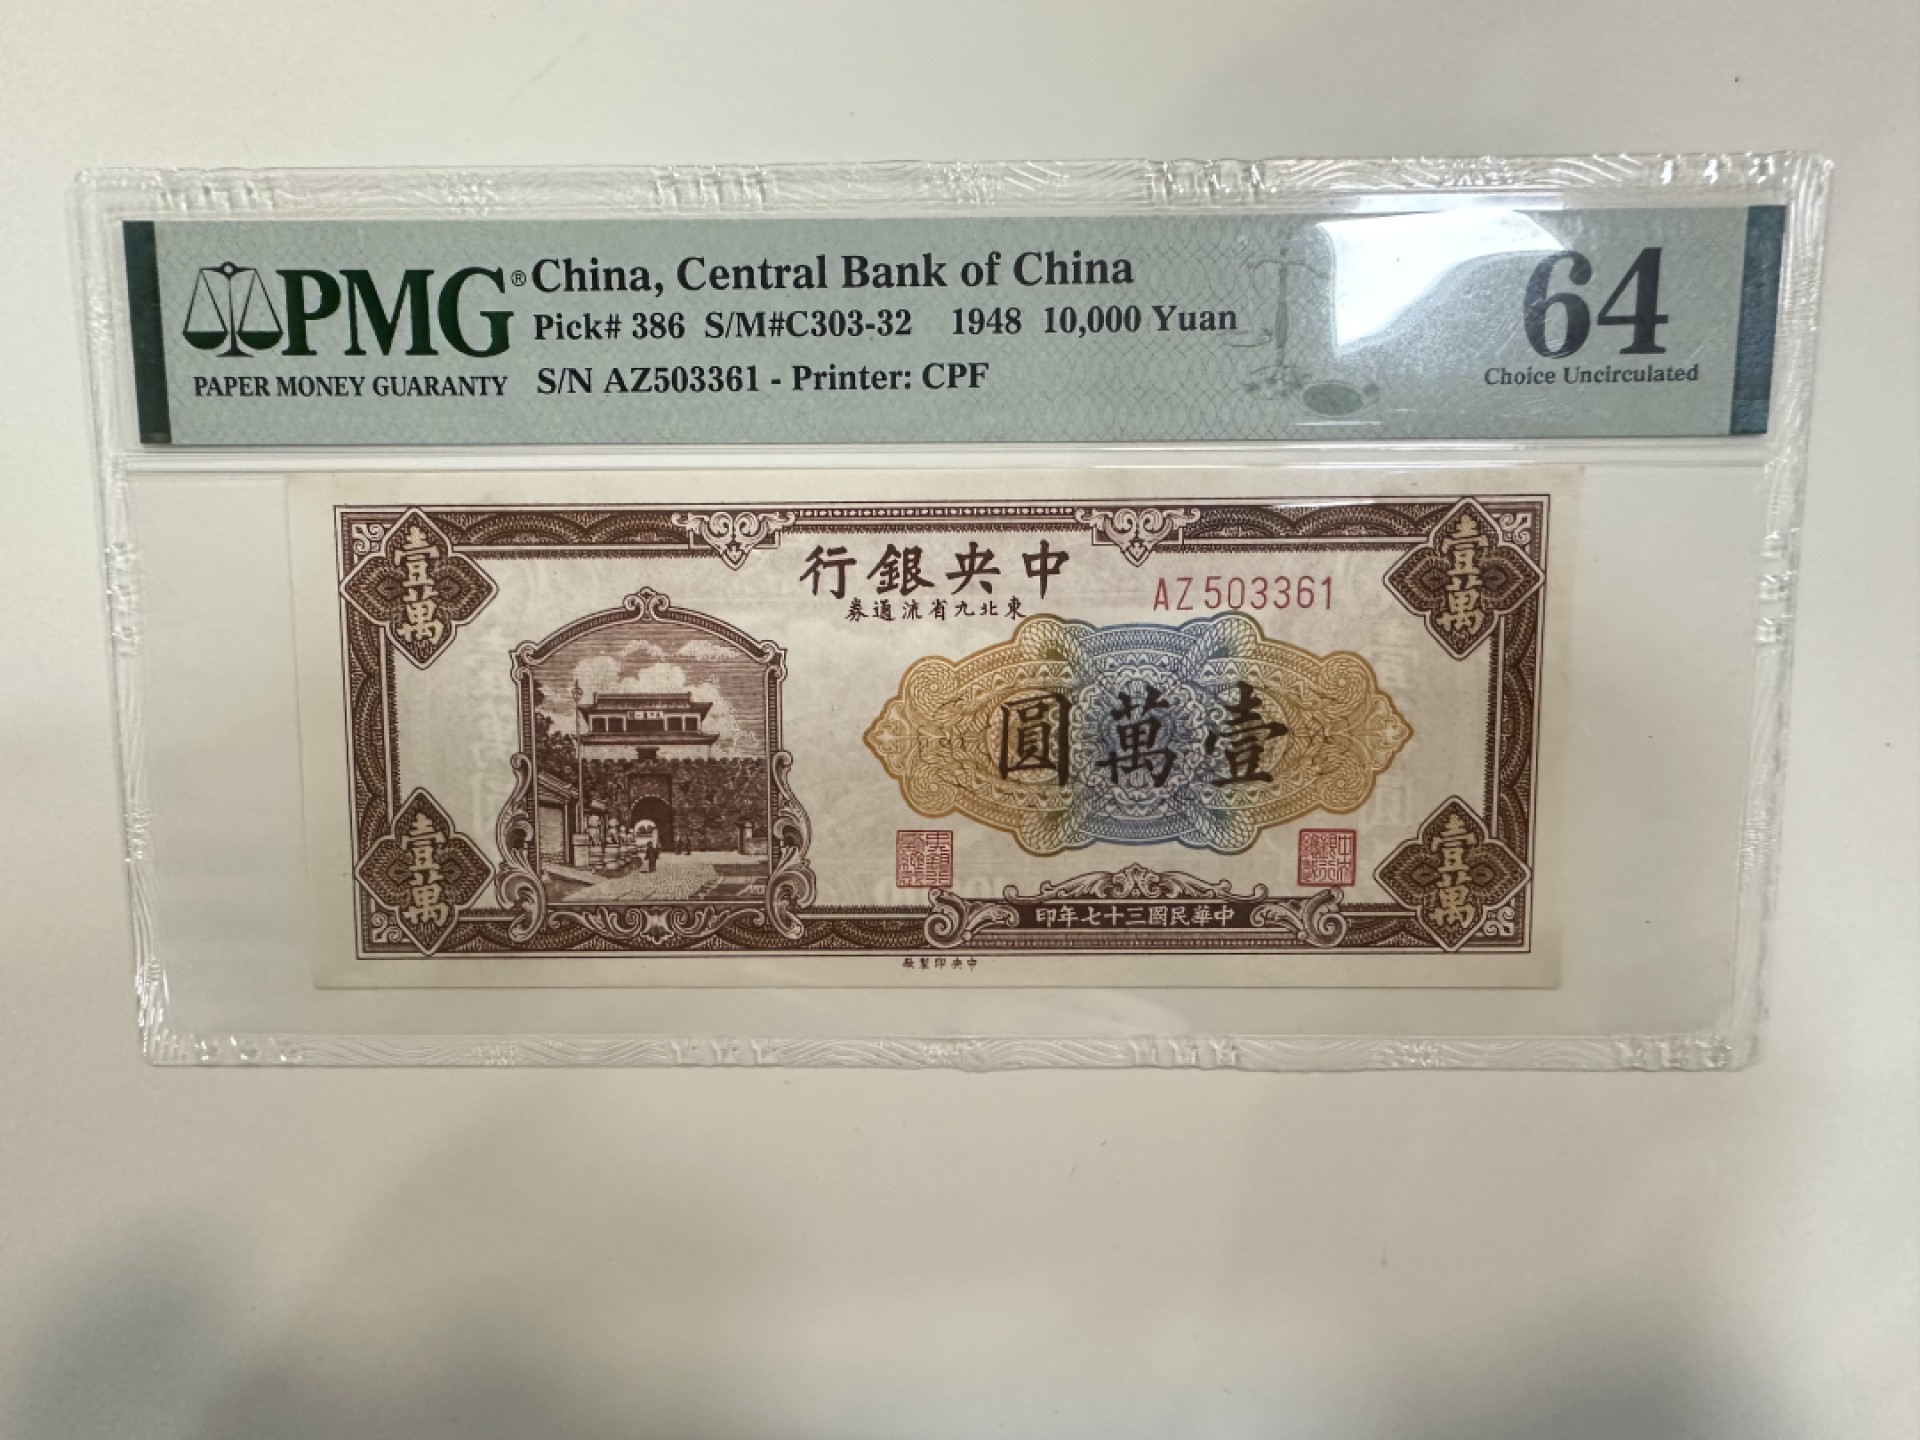 PMG®
PAPER MONEY GUARANTY
China, Central Bank of China
Pick# 386 S/M#C303-32 1948 10,000 Yuan
S/N AZ503361 - Printer: CPF
64
Choice Uncirculated
行銀央中
券通流省九北東
AZ503361
壹萬
壹萬
圓萬壹
壹萬
壹萬
印年七十三國民華中
廠製印央中